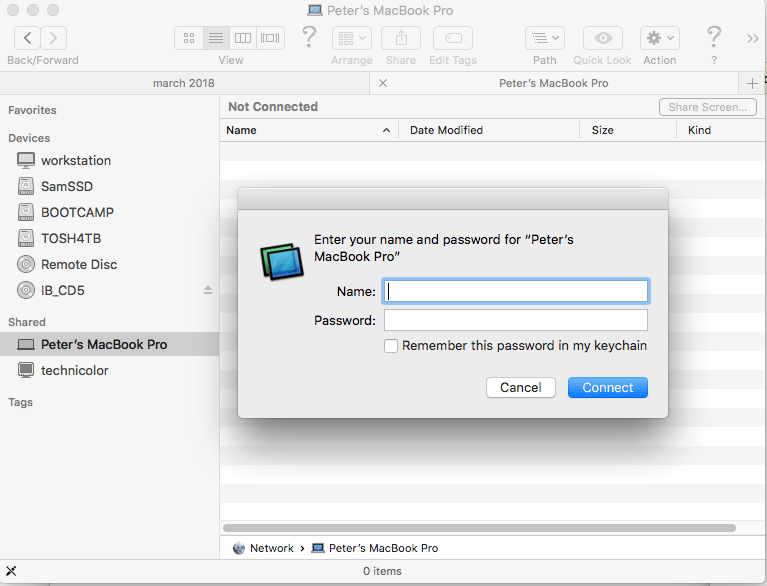 Peter’s MacBook Pro
Back/Forward View Arrange Share Edit Tags Path Quick Look Action ?
march 2018 Peter’s MacBook Pro
Favorites
Devices
workstation
SamSSD
BOOTCAMP
TOSH4TB
Remote Disc
IB_CD5
Shared
Peter’s MacBook Pro
technicolor
Tags
Not Connected Share Screen...
Name Date Modified Size Kind
Enter your name and password for “Peter’s
MacBook Pro”
Name:
Password:
Remember this password in my keychain
Cancel Connect
Network › Peter’s MacBook Pro
0 items